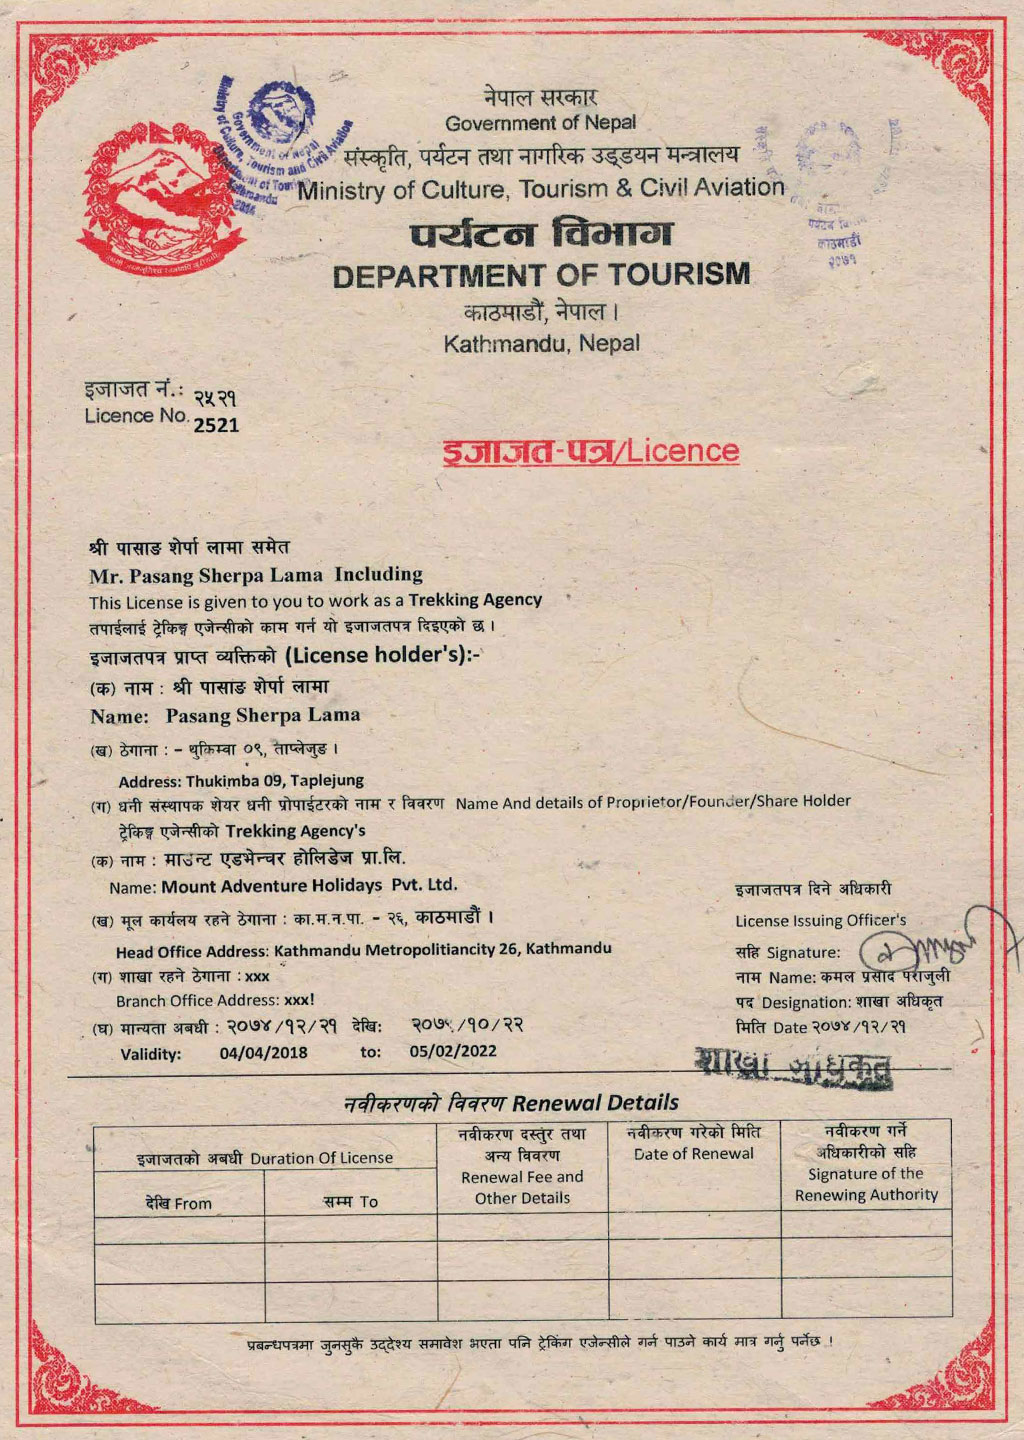 नेपाल सरकार
Government of Nepal
संस्कृति, पर्यटन तथा नागरिक उड्डयन मन्त्रालय
Ministry of Culture, Tourism & Civil Aviation
पर्यटन विभाग
DEPARTMENT OF TOURISM
काठमाडौं, नेपाल ।
Kathmandu, Nepal
Government of Nepal
Ministry of Culture, Tourism and Civil Aviation
Department of Tourism
Kathmandu
2014
पर्यटन विभाग
काठमाडौं
२०७१
इजाजत नं.: २५२१
Licence No. 2521
इजाजत-पत्र/Licence
श्री पासाङ शेर्पा लामा समेत
Mr. Pasang Sherpa Lama Including
This License is given to you to work as a Trekking Agency
तपाईलाई ट्रेकिङ्ग एजेन्सीको काम गर्न यो इजाजतपत्र दिइएको छ ।
इजाजतपत्र प्राप्त व्यक्तिको (License holder's):-
(क) नाम : श्री पासाङ शेर्पा लामा
Name: Pasang Sherpa Lama
(ख) ठेगाना : - थुकिम्वा ०९, ताप्लेजुङ ।
Address: Thukimba 09, Taplejung
(ग) धनी संस्थापक शेयर धनी प्रोपाईटरको नाम र विवरण Name And details of Proprietor/Founder/Share Holder
ट्रेकिङ्ग एजेन्सीको Trekking Agency's
(क) नाम : माउन्ट एडभेन्चर होलिडेज प्रा.लि.
Name: Mount Adventure Holidays Pvt. Ltd.
(ख) मूल कार्यलय रहने ठेगाना : का.म.न.पा. - २६, काठमाडौं ।
Head Office Address: Kathmandu Metropolitiancity 26, Kathmandu
(ग) शाखा रहने ठेगाना : xxx
Branch Office Address: xxx!
(घ) मान्यता अबधी : २०७४/१२/२१ देखि: /१०/२२
Validity: 04/04/2018 to: 05/02/2022
इजाजतपत्र दिने अधिकारी
License Issuing Officer's
सहि Signature:
नाम Name: कमल प्रसाद पराजुली
पद Designation: शाखा अधिकृत
मिति Date २०७४/१२/२१
शाखा अधिकृत
नवीकरणको विवरण Renewal Details
इजाजतको अबधी Duration Of License
देखि From
सम्म To
नवीकरण दस्तुर तथा
अन्य विवरण
Renewal Fee and
Other Details
नवीकरण गरेको मिति
Date of Renewal
नवीकरण गर्ने
अधिकारीको सहि
Signature of the
Renewing Authority
प्रबन्धपत्रमा जुनसुकै उद्देश्य समावेश भएता पनि ट्रेकिंग एजेन्सीले गर्न पाउने कार्य मात्र गर्नु पर्नेछ !